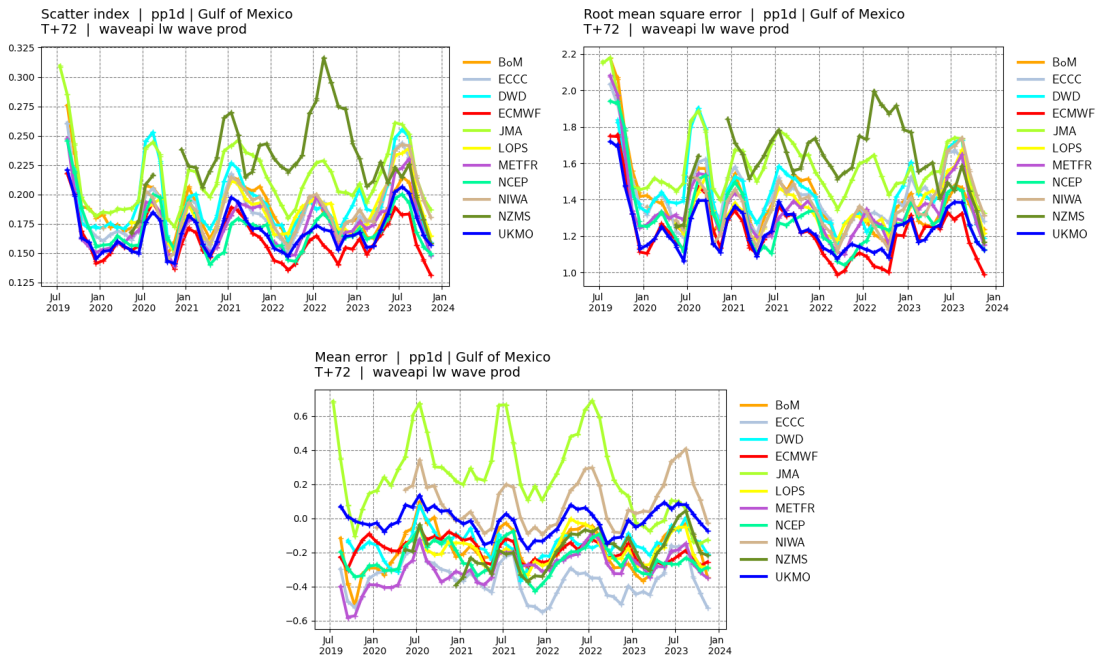 Scatter index | pp1d | Gulf of Mexico
T+72 | waveapi lw wave prod
0.325
0.300
0.275
0.250
0.225
0.200
0.175
0.150
0.125
Jul 2019
Jan 2020
Jul 2020
Jan 2021
Jul 2021
Jan 2022
Jul 2022
Jan 2023
Jul 2023
Jan 2024
BoM
ECCC
DWD
ECMWF
JMA
LOPS
METFR
NCEP
NIWA
NZMS
UKMO
Root mean square error | pp1d | Gulf of Mexico
T+72 | waveapi lw wave prod
2.2
2.0
1.8
1.6
1.4
1.2
1.0
Jul 2019
Jan 2020
Jul 2020
Jan 2021
Jul 2021
Jan 2022
Jul 2022
Jan 2023
Jul 2023
Jan 2024
BoM
ECCC
DWD
ECMWF
JMA
LOPS
METFR
NCEP
NIWA
NZMS
UKMO
Mean error | pp1d | Gulf of Mexico
T+72 | waveapi lw wave prod
0.6
0.4
0.2
0.0
−0.2
−0.4
−0.6
Jul 2019
Jan 2020
Jul 2020
Jan 2021
Jul 2021
Jan 2022
Jul 2022
Jan 2023
Jul 2023
Jan 2024
BoM
ECCC
DWD
ECMWF
JMA
LOPS
METFR
NCEP
NIWA
NZMS
UKMO